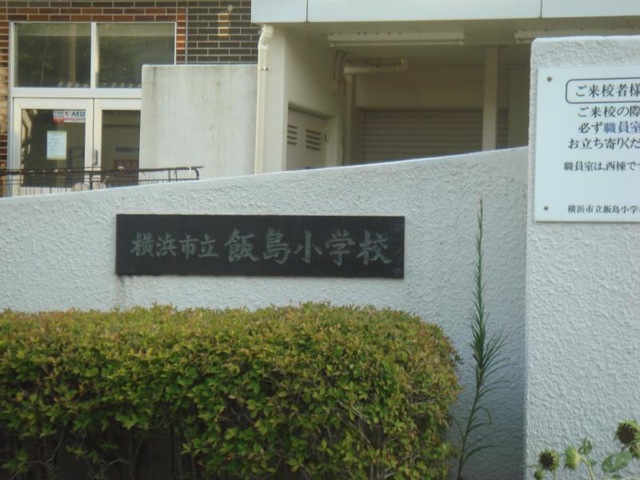 AED
横浜市立 飯島小学校
ご来校者様
ご来校の際
必ず職員室
お立ち寄りくだ
職員室は、西棟で
横浜市立飯島小学